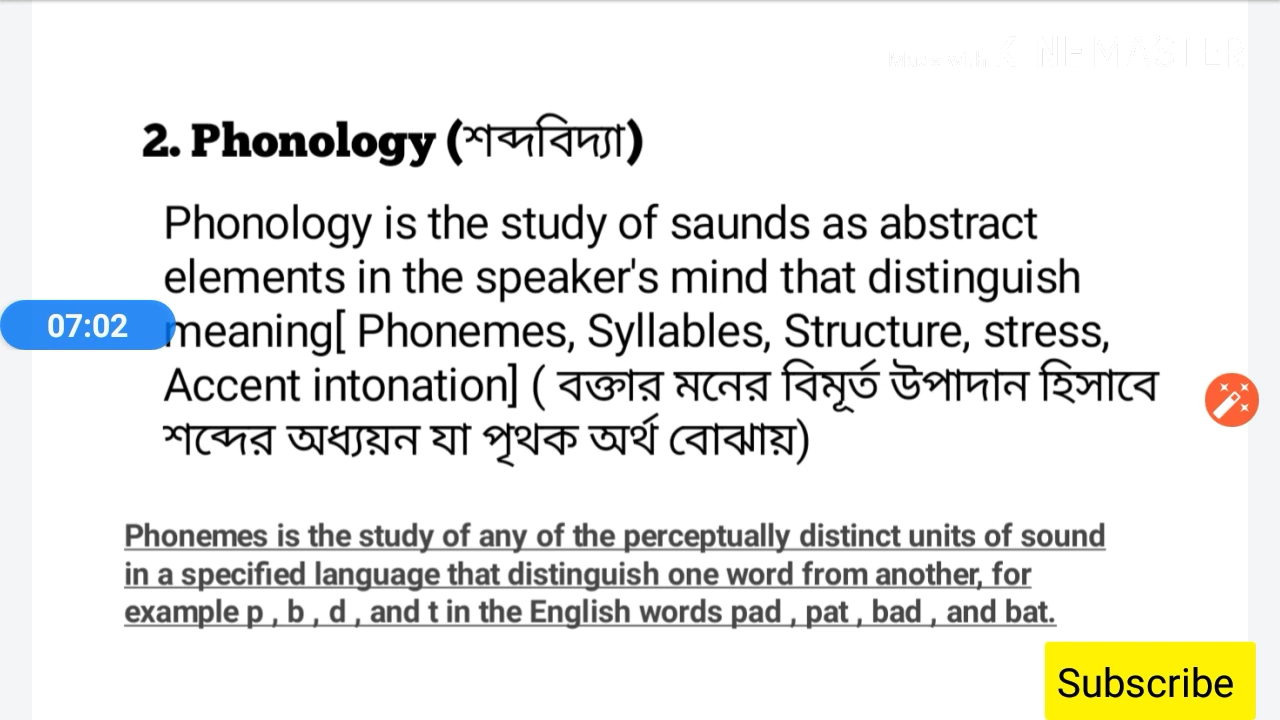 Made with KINEMASTER
2. Phonology (শব্দবিদ্যা)
Phonology is the study of saunds as abstract
elements in the speaker's mind that distinguish
07:02
meaning[ Phonemes, Syllables, Structure, stress,
Accent intonation] ( বক্তার মনের বিমূর্ত উপাদান হিসাবে
শব্দের অধ্যয়ন যা পৃথক অর্থ বোঝায়)
Phonemes is the study of any of the perceptually distinct units of sound
in a specified language that distinguish one word from another, for
example p , b , d , and t in the English words pad , pat , bad , and bat.
Subscribe